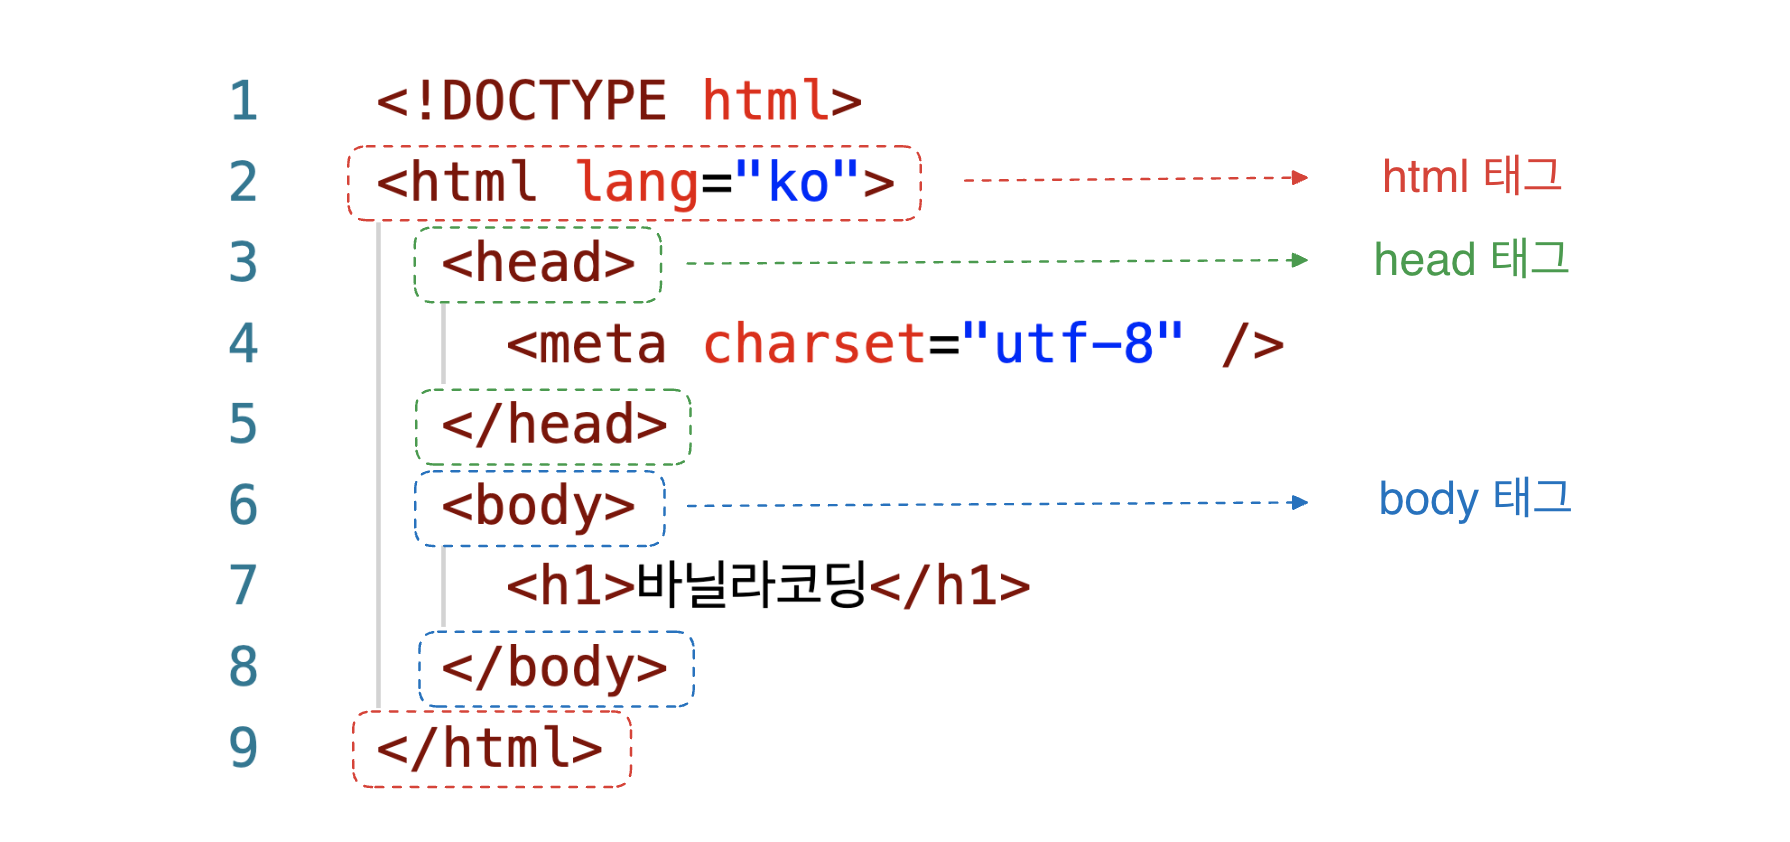 1 <!DOCTYPE html>
2 <html lang="ko"> html 태그
3 <head> head 태그
4 <meta charset="utf-8" />
5 </head>
6 <body> body 태그
7 <h1>바닐라코딩</h1>
8 </body>
9 </html>